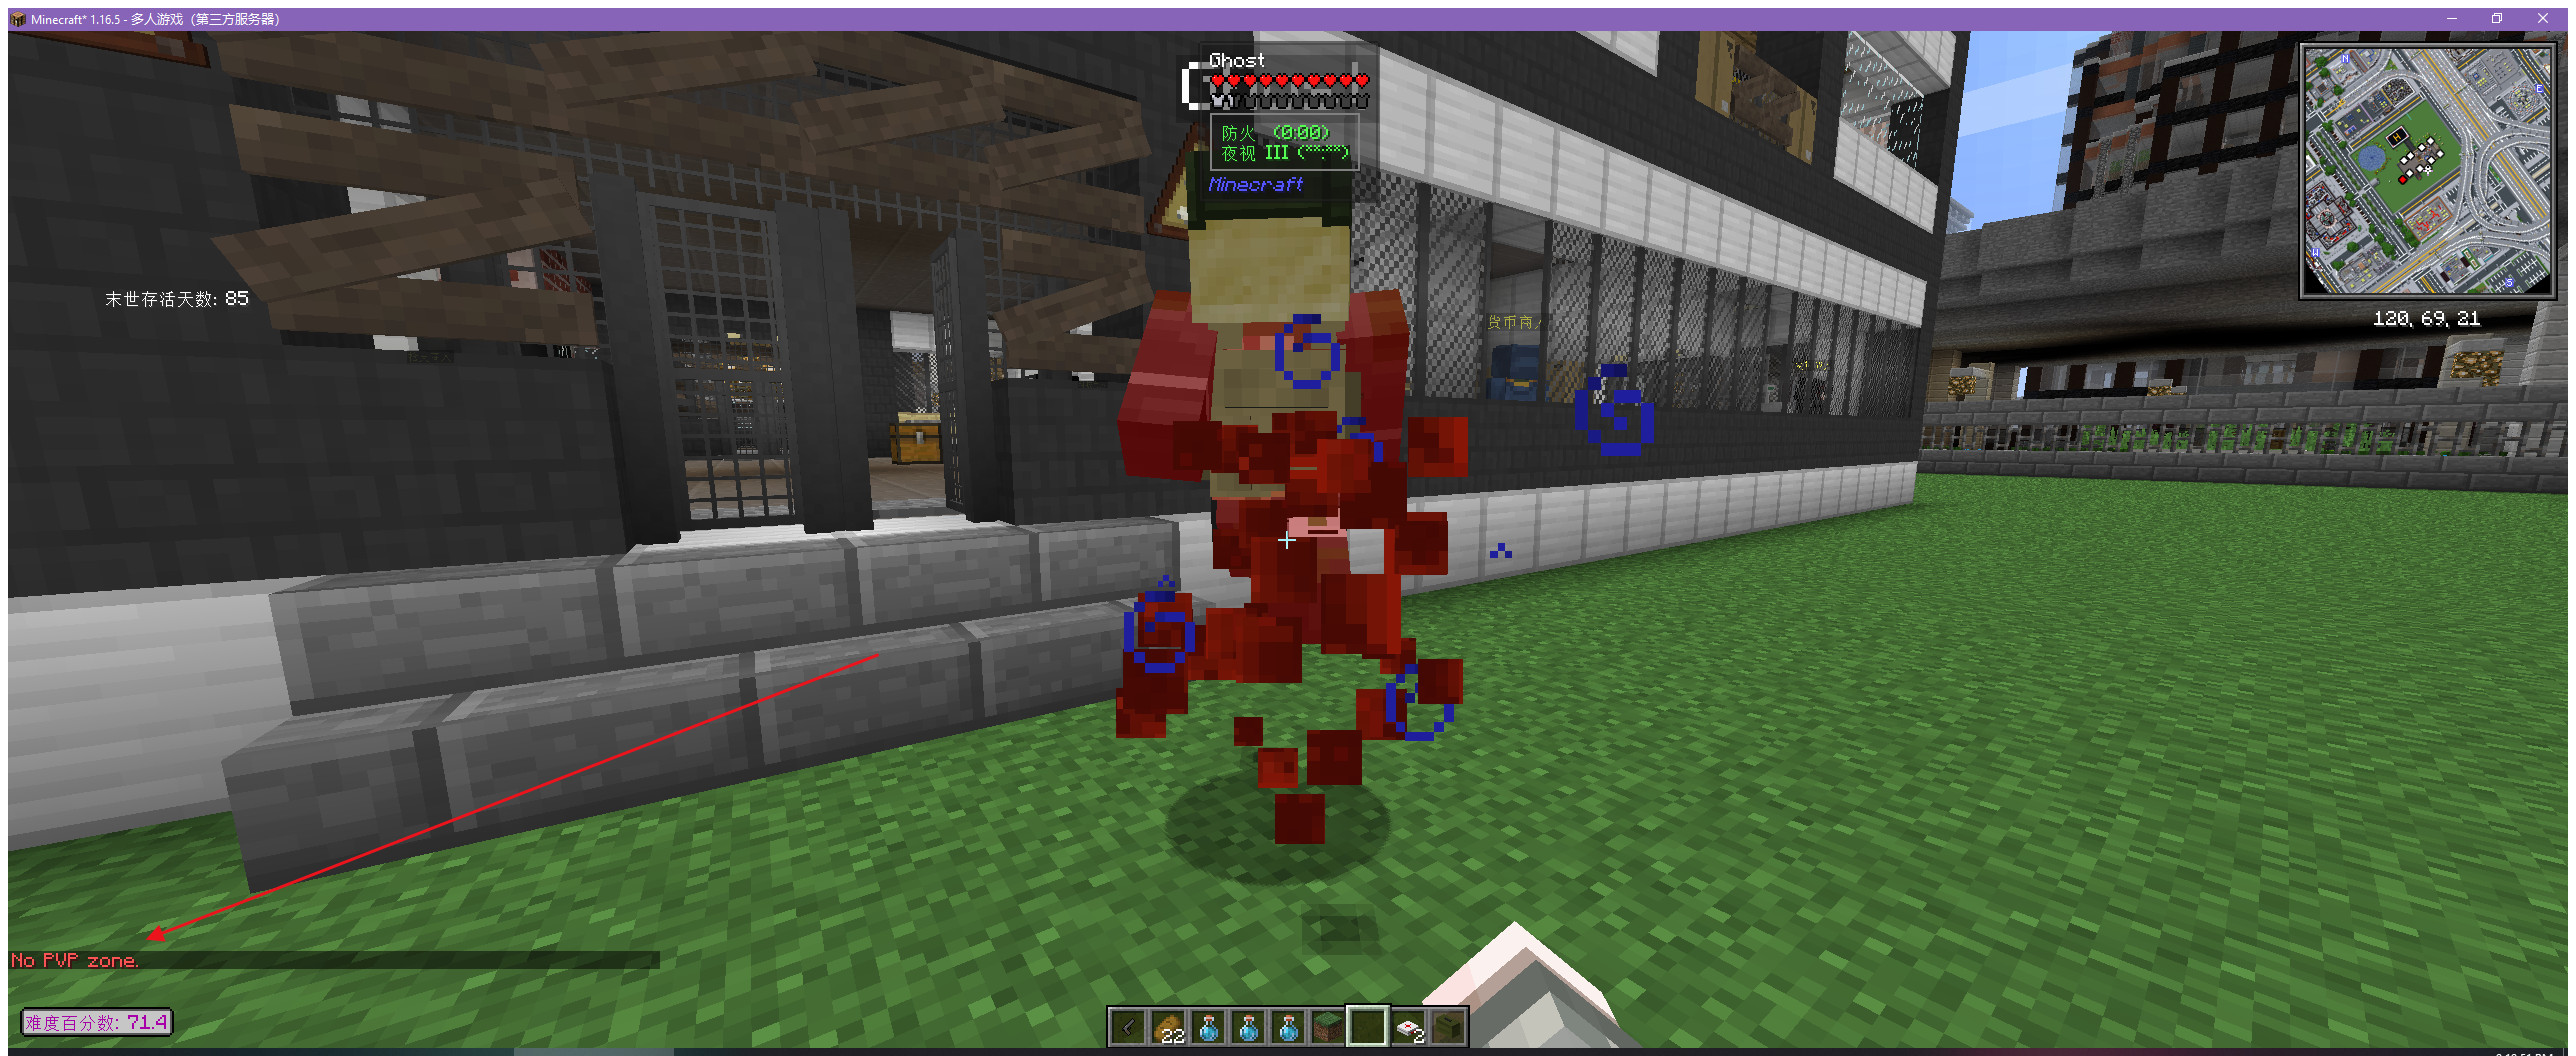 Minecraft* 1.16.5 - 多人游戏（第三方服务器）
Ghost
防火 (0:00)
夜视 III (**:**)
Minecraft
N
E
W
S
末世存活天数: 85
货币商人
120, 69, 21
No PVP zone.
难度百分数: 71.4
22
2